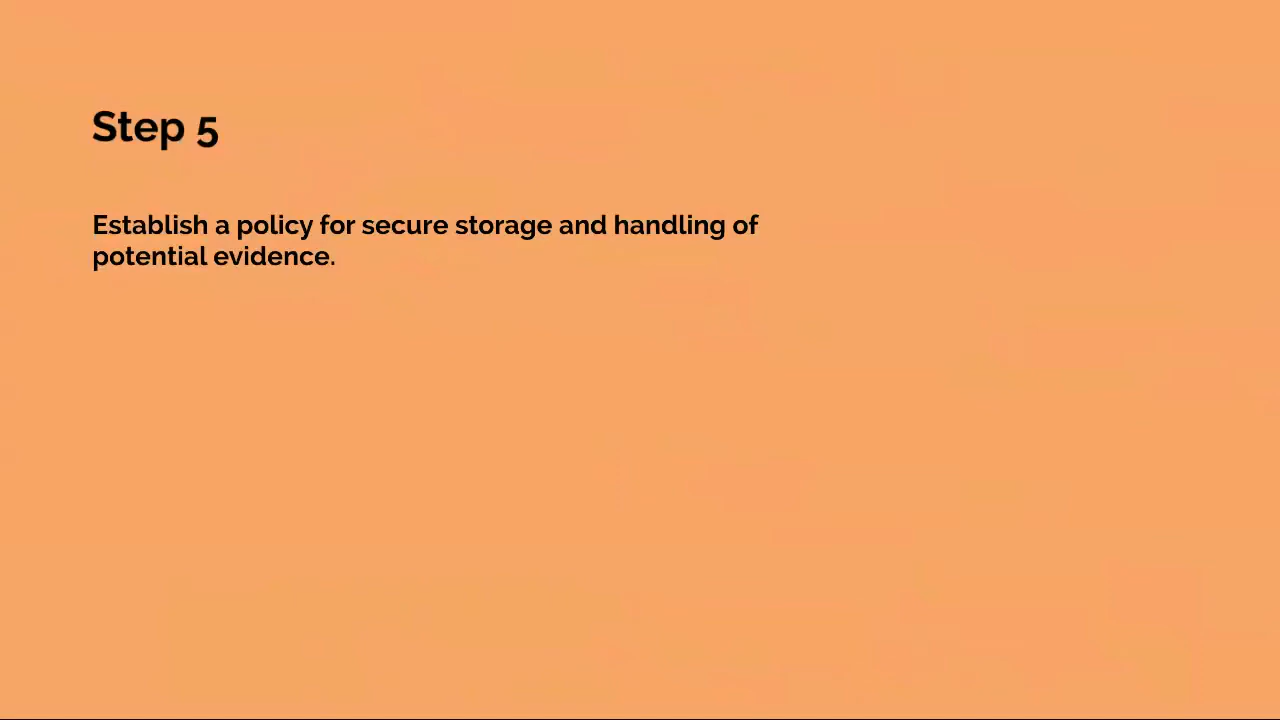 Step 5
Establish a policy for secure storage and handling of
potential evidence.